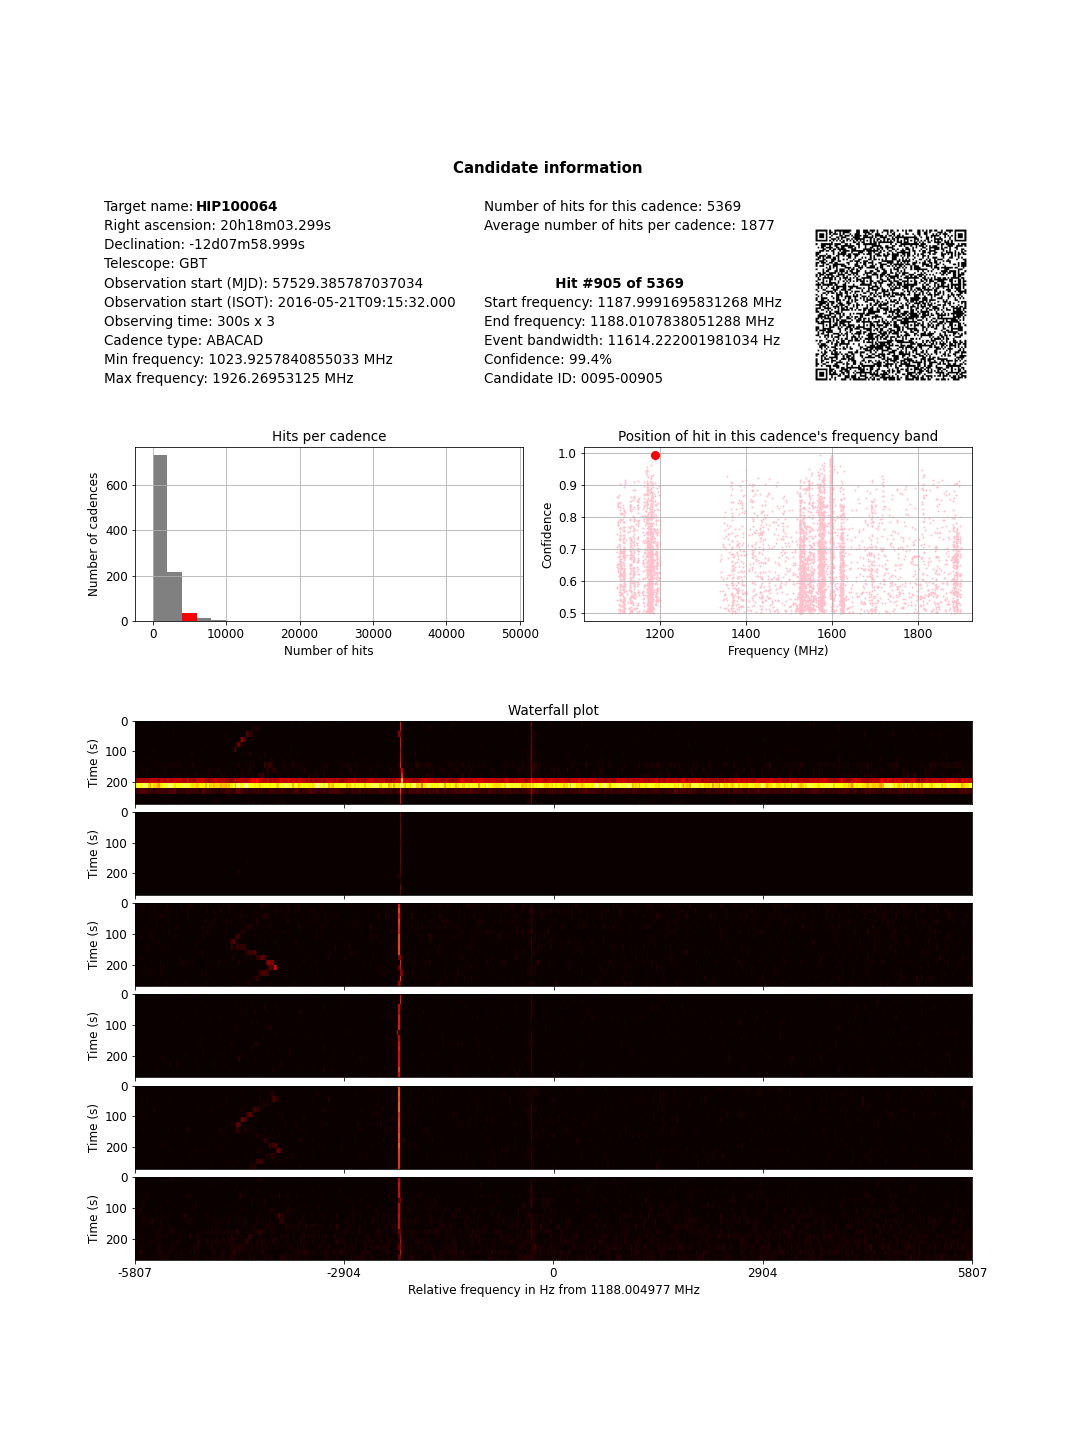 Candidate information
Target name: HIP100064
Right ascension: 20h18m03.299s
Declination: -12d07m58.999s
Telescope: GBT
Observation start (MJD): 57529.385787037034
Observation start (ISOT): 2016-05-21T09:15:32.000
Observing time: 300s x 3
Cadence type: ABACAD
Min frequency: 1023.9257840855033 MHz
Max frequency: 1926.26953125 MHz
Number of hits for this cadence: 5369
Average number of hits per cadence: 1877
Hit #905 of 5369
Start frequency: 1187.9991695831268 MHz
End frequency: 1188.0107838051288 MHz
Event bandwidth: 11614.222001981034 Hz
Confidence: 99.4%
Candidate ID: 0095-00905
Hits per cadence
Number of cadences
600
400
200
0
0 10000 20000 30000 40000 50000
Number of hits
Position of hit in this cadence's frequency band
Confidence
1.0
0.9
0.8
0.7
0.6
0.5
1200 1400 1600 1800
Frequency (MHz)
Waterfall plot
Time (s)
0
100
200
Time (s)
0
100
200
Time (s)
0
100
200
Time (s)
0
100
200
Time (s)
0
100
200
Time (s)
0
100
200
-5807 -2904 0 2904 5807
Relative frequency in Hz from 1188.004977 MHz